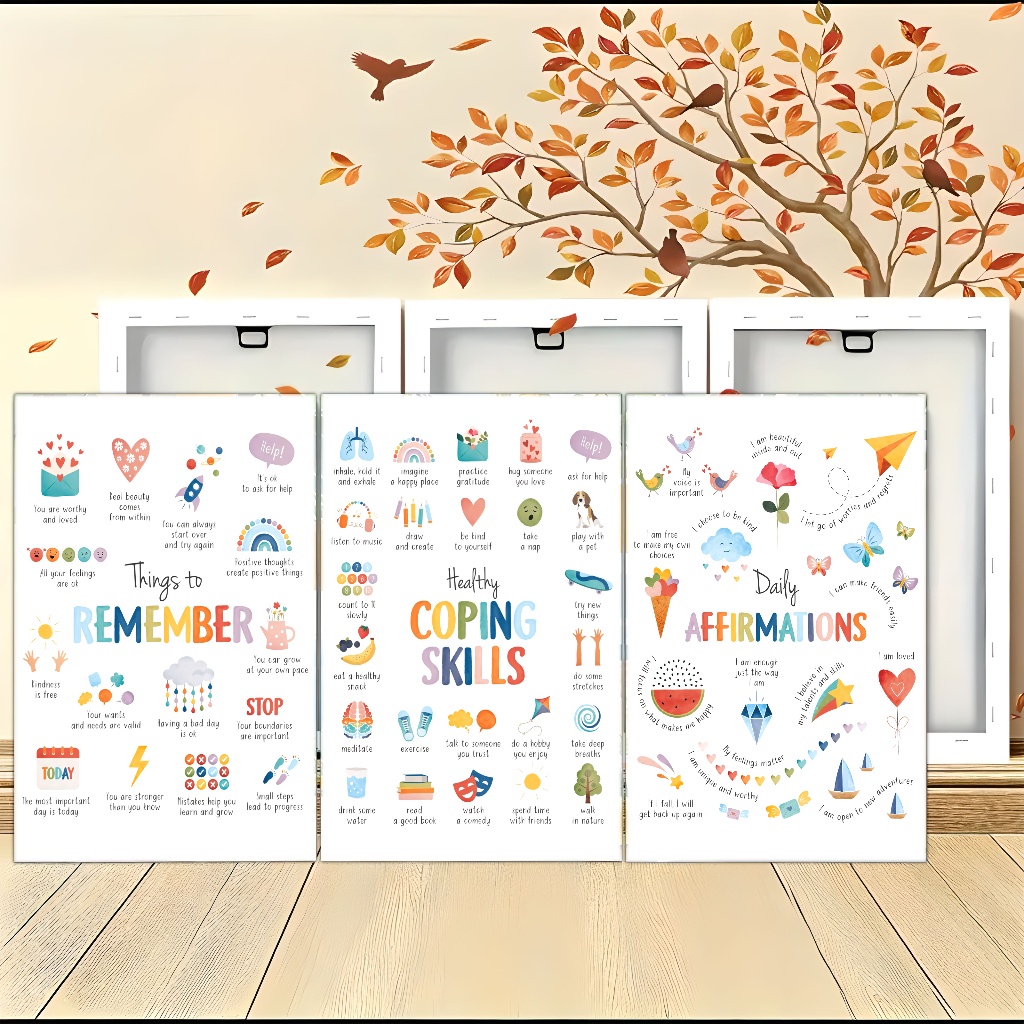 Help!
You are worthy
and loved
Real beauty
comes
from within
You can always
start over
and try again
It's ok
to ask for help
All your feelings
are ok
Positive thoughts
create positive things
Things to
REMEMBER
Kindness
is free
You can grow
at your own pace
Your wants
and needs are valid
Having a bad day
is ok
STOP
Your boundaries
are important
TODAY
The most important
day is today
You are stronger
than you know
Mistakes help you
learn and grow
Small steps
lead to progress
inhale, hold it
and exhale
imagine
a happy place
practice
gratitude
hug someone
you love
Help!
ask for help
listen to music
draw
and create
be kind
to yourself
take
a nap
play with
a pet
Healthy
COPING
SKILLS
count to 10
slowly
try new
things
eat a healthy
snack
do some
stretches
meditate
exercise
talk to someone
you trust
do a hobby
you enjoy
take deep
breaths
drink some
water
read
a good book
watch
a comedy
spend time
with friends
walk
in nature
My
voice is
important
I am beautiful
inside and out
I let go of worries and regrets
I am free
to make my own
choices
I choose to be kind
I can make friends easily
Daily
AFFIRMATIONS
I will focus on what makes me happy
I am enough
just the way
I am
I believe in
my talents and skills
I am loved
My feelings matter
I am unique and worthy
If I fall I will
get back up again
I am open to new adventures